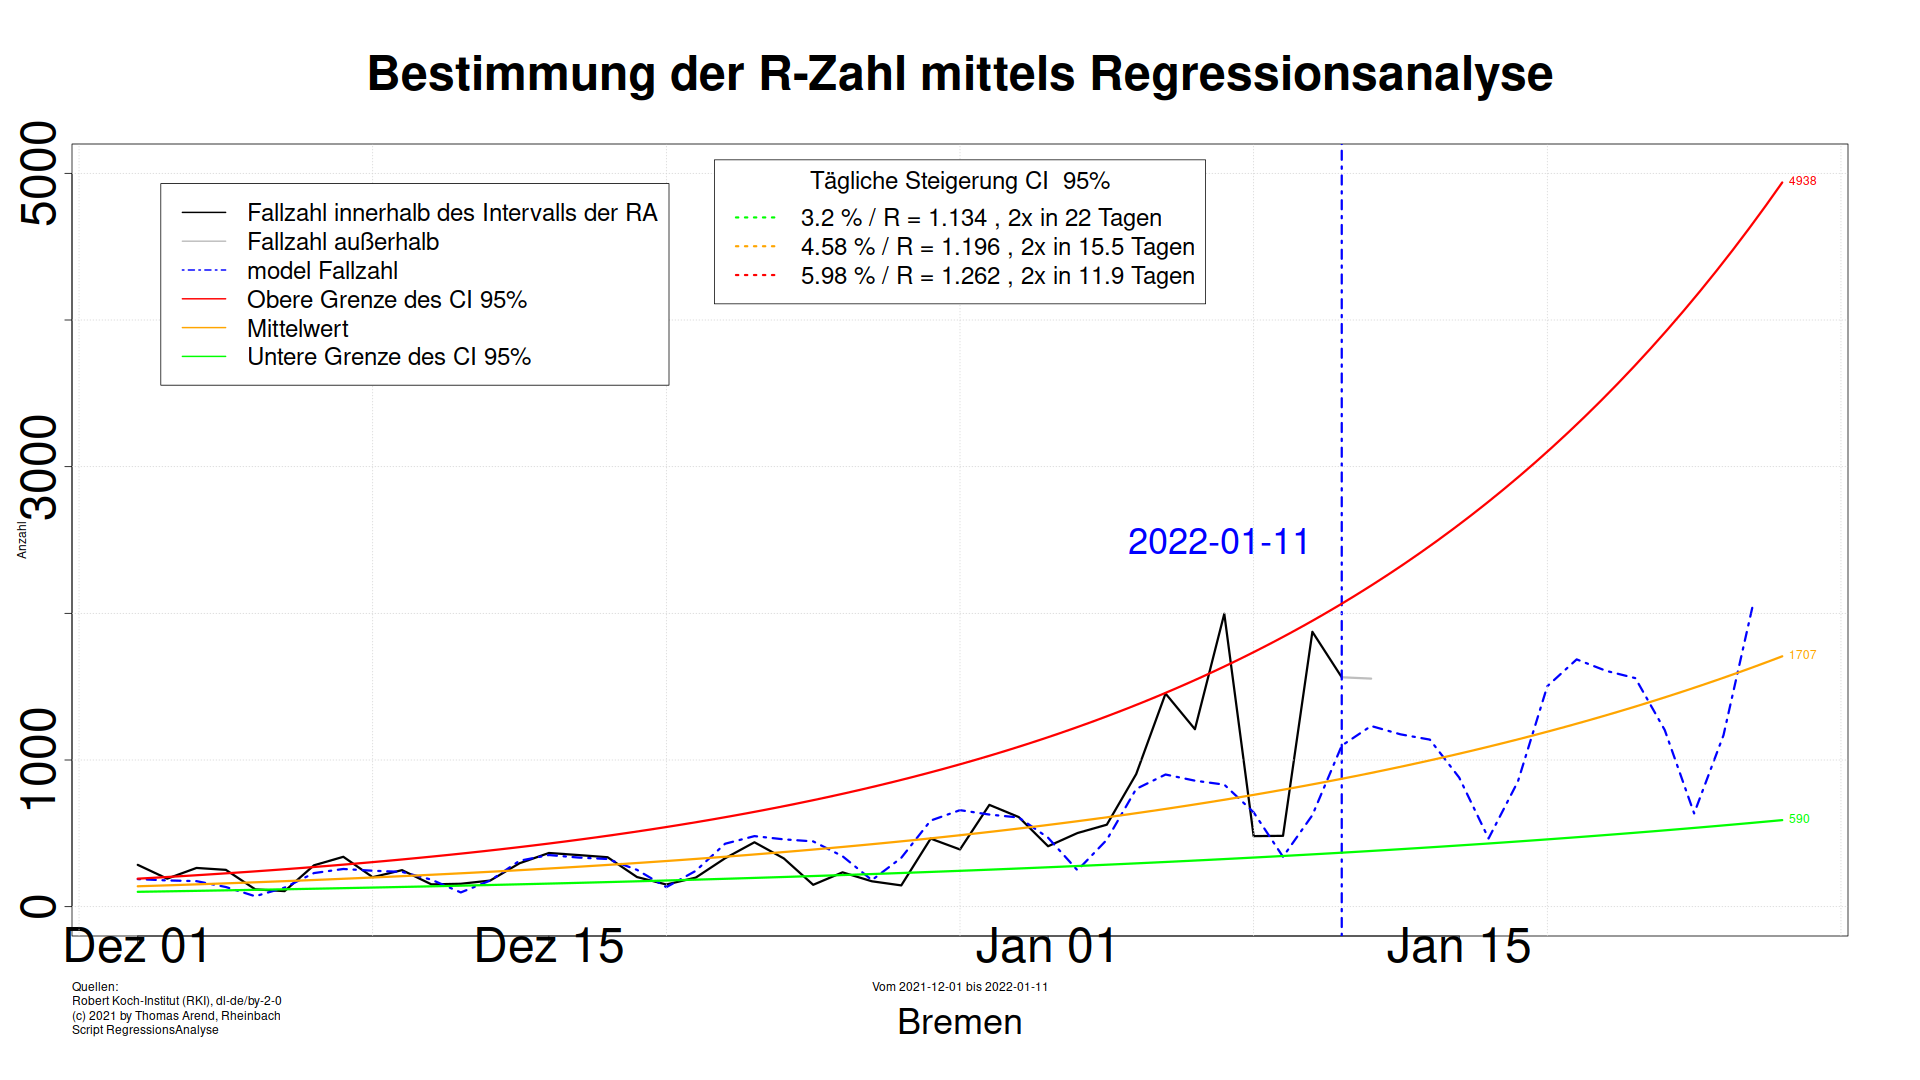 Bestimmung der R-Zahl mittels Regressionsanalyse
5000
3000
1000
0
Anzahl
Fallzahl innerhalb des Intervalls der RA
Fallzahl außerhalb
model Fallzahl
Obere Grenze des CI 95%
Mittelwert
Untere Grenze des CI 95%
Tägliche Steigerung CI 95%
3.2 % / R = 1.134 , 2x in 22 Tagen
4.58 % / R = 1.196 , 2x in 15.5 Tagen
5.98 % / R = 1.262 , 2x in 11.9 Tagen
4938
2022-01-11
1707
590
Dez 01
Dez 15
Jan 01
Jan 15
Quellen:
Robert Koch-Institut (RKI), dl-de/by-2-0
(c) 2021 by Thomas Arend, Rheinbach
Script RegressionsAnalyse
Vom 2021-12-01 bis 2022-01-11
Bremen